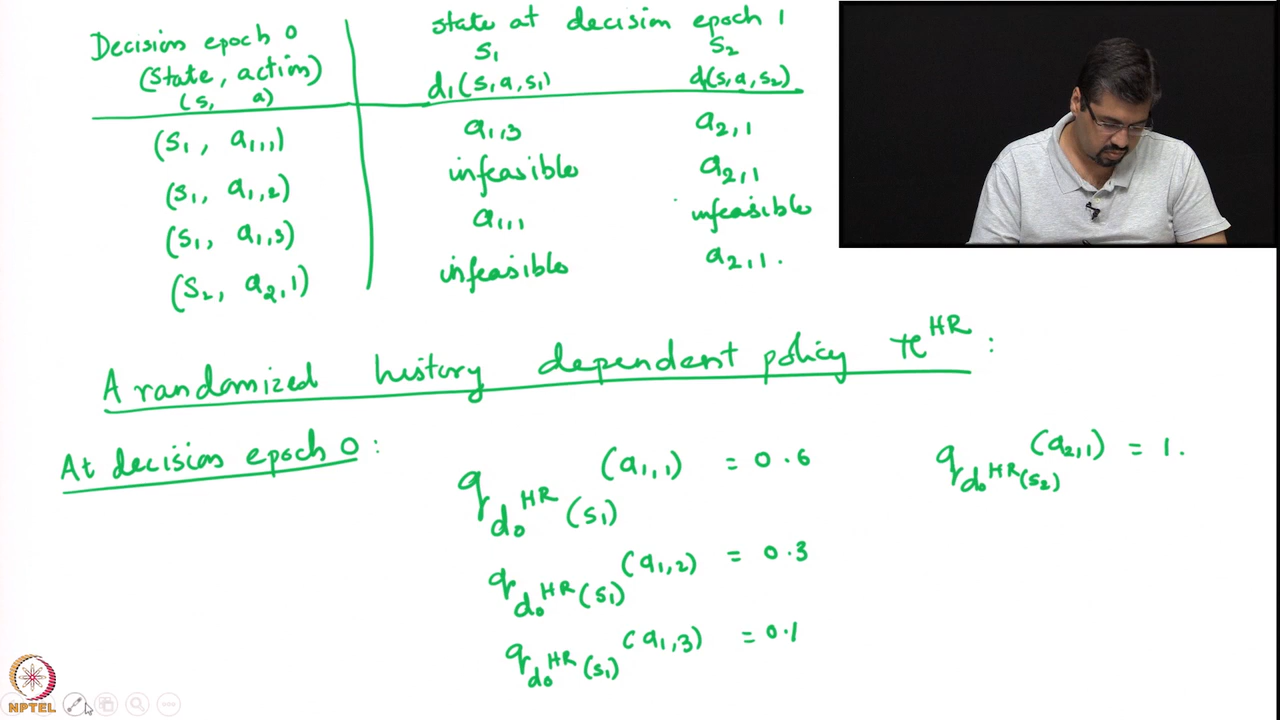 Decision epoch 0
(State, action)
(s, a)
state at decision epoch 1
S1 S2
d1(s,a,s1) d(s,a,s2)
(s1, a1,1) a1,3 a2,1
(s1, a1,2) infeasible a2,1
(s1, a1,3) a1,1 infeasible
(s2, a2,1) infeasible a2,1.
A randomized history dependent policy π^HR :
At decision epoch 0 :
q_{d0^HR(s1)}(a1,1) = 0.6
q_{d0^HR(s2)}(a2,1) = 1.
q_{d0^HR(s1)}(a1,2) = 0.3
q_{d0^HR(s1)}(a1,3) = 0.1
NPTEL